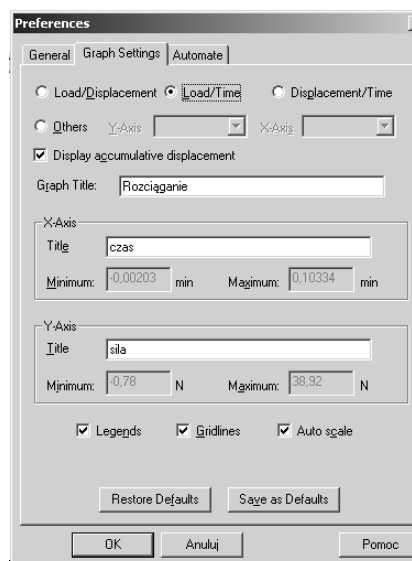 Preferences
General Graph Settings Automate
Load/Displacement Load/Time Displacement/Time
Others Y-Axis X-Axis
Display accumulative displacement
Graph Title: Rozciąganie
X-Axis
Title czas
Minimum: -0,00203 min Maximum: 0,10334 min
Y-Axis
Title sila
Minimum: -0,78 N Maximum: 38,92 N
Legends Gridlines Auto scale
Restore Defaults Save as Defaults
OK Anuluj Pomoc